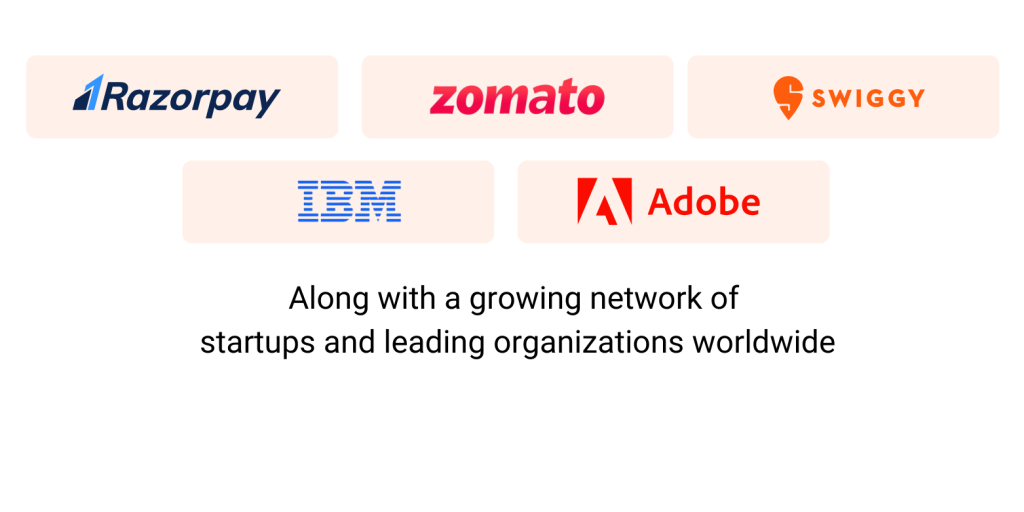 Razorpay
zomato
SWIGGY
IBM
Adobe
Along with a growing network of
startups and leading organizations worldwide